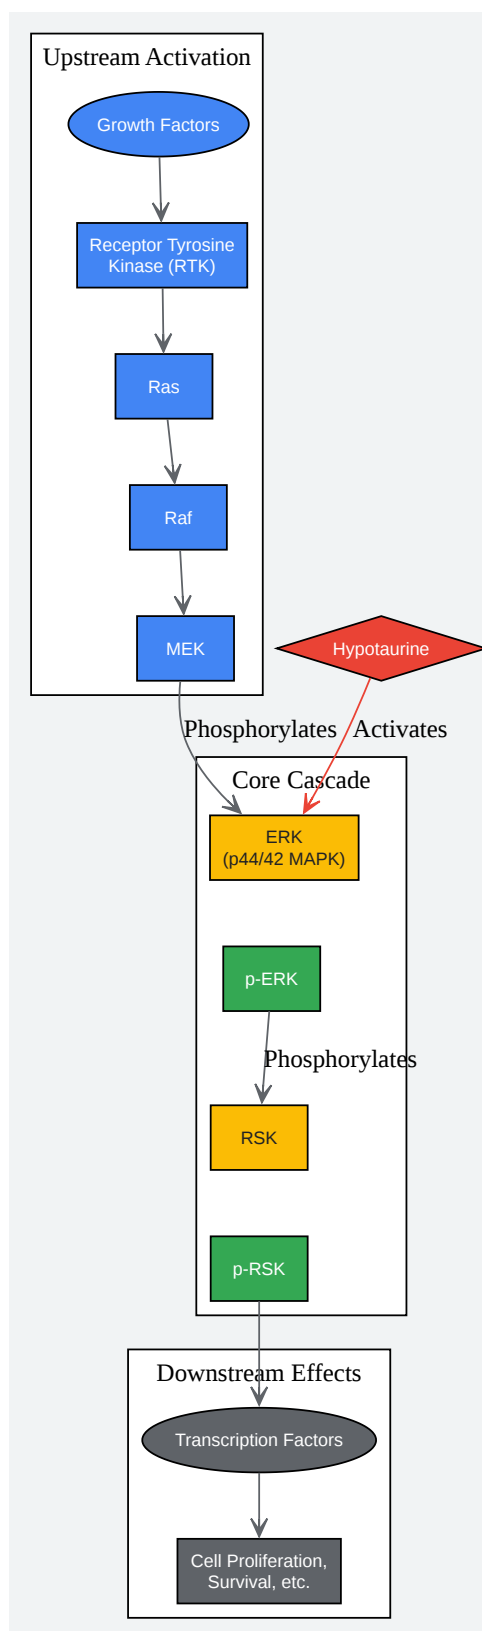 Upstream Activation
Growth Factors
Receptor Tyrosine
Kinase (RTK)
Ras
Raf
MEK
Hypotaurine
Phosphorylates
Activates
Core Cascade
ERK
(p44/42 MAPK)
p-ERK
Phosphorylates
RSK
p-RSK
Downstream Effects
Transcription Factors
Cell Proliferation,
Survival, etc.